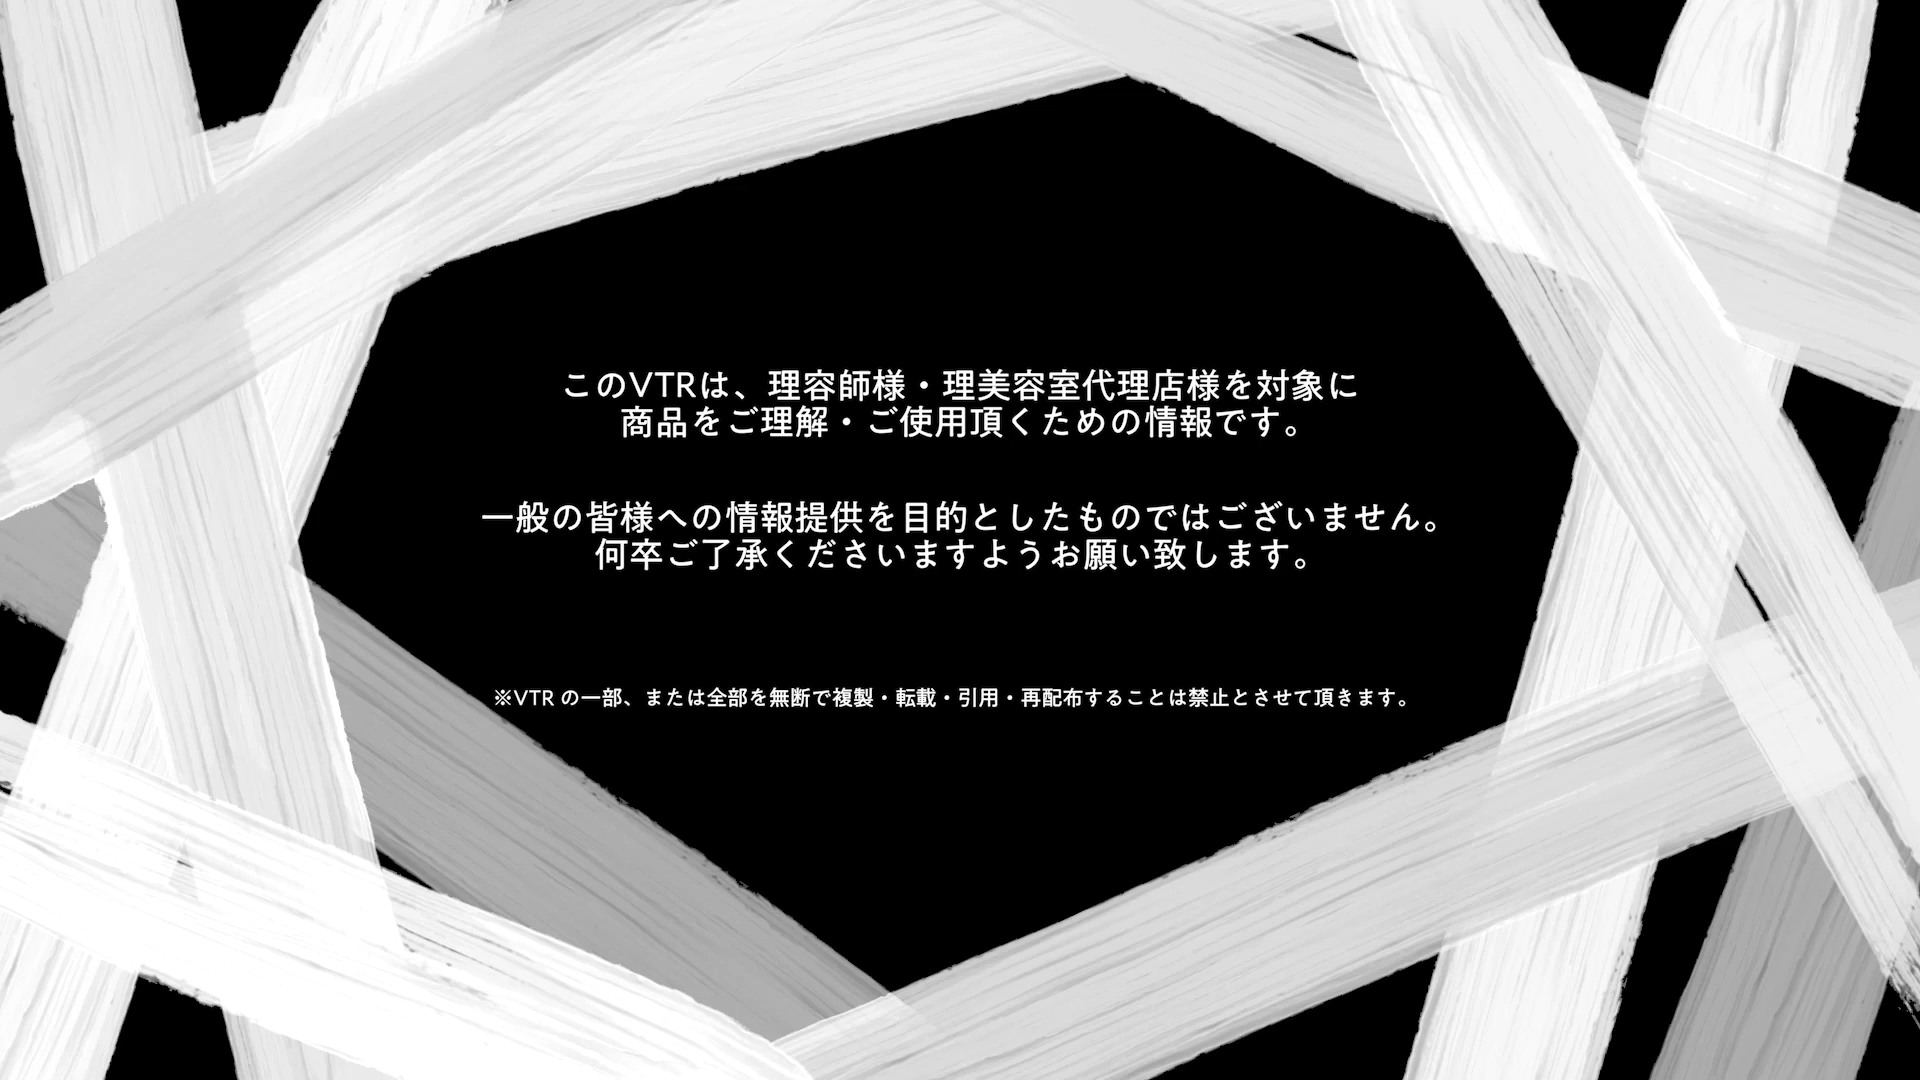 このVTRは、理容師様・理美容室代理店様を対象に
商品をご理解・ご使用頂くための情報です。
一般の皆様への情報提供を目的としたものではございません。
何卒ご了承くださいますようお願い致します。
※VTR の一部、または全部を無断で複製・転載・引用・再配布することは禁止とさせて頂きます。